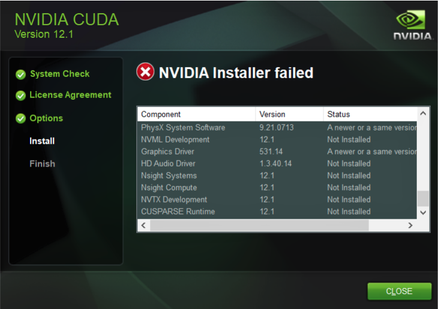 NVIDIA CUDA
Version 12.1
NVIDIA
System Check
License Agreement
Options
Install
Finish
NVIDIA Installer failed
Component Version Status
PhysX System Software 9.21.0713 A newer or a same versio
NVML Development 12.1 Not Installed
Graphics Driver 531.14 A newer or a same versio
HD Audio Driver 1.3.40.14 Not Installed
Nsight Systems 12.1 Not Installed
Nsight Compute 12.1 Not Installed
NVTX Development 12.1 Not Installed
CUSPARSE Runtime 12.1 Not Installed
CLOSE